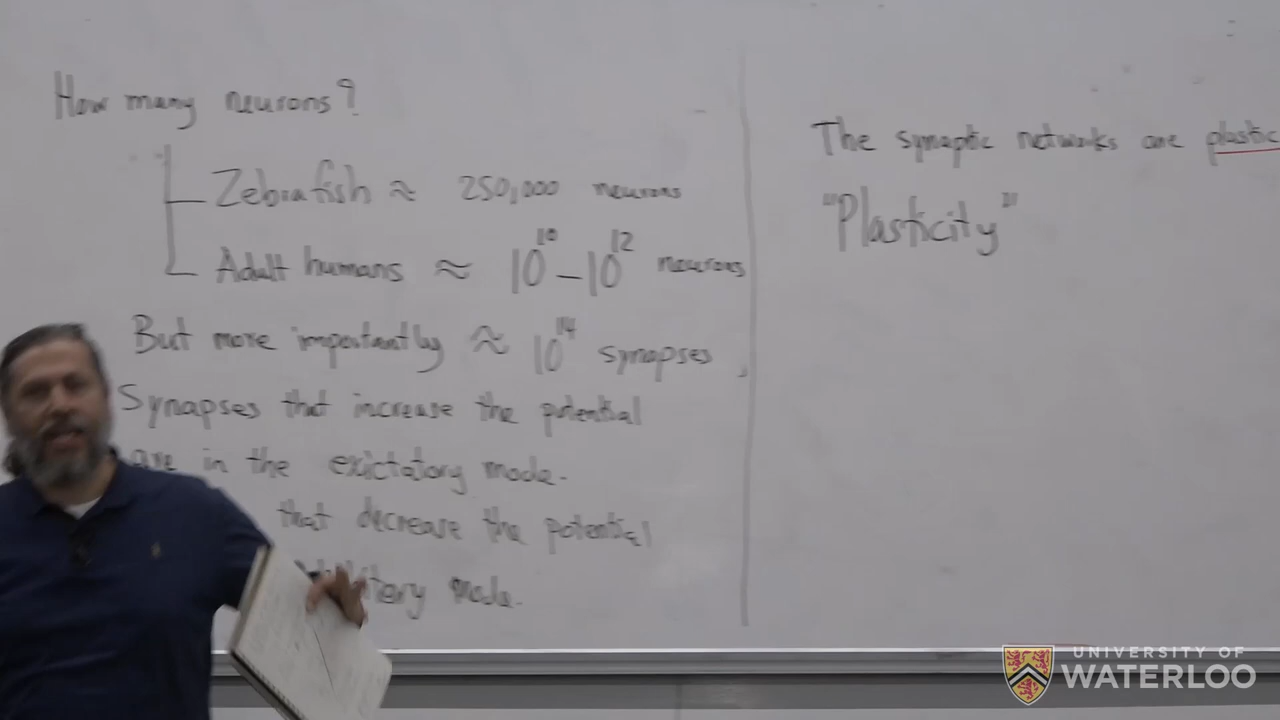 How many neurons?
Zebrafish ≈ 250,000 neurons
Adult humans ≈ 10^10 – 10^12 neurons
But more importantly ≈ 10^14 synapses,
Synapses that increase the potential
are in the exictatory mode.
that decrease the potential
mode.
The synaptic networks are plastic
"Plasticity"
UNIVERSITY OF
WATERLOO